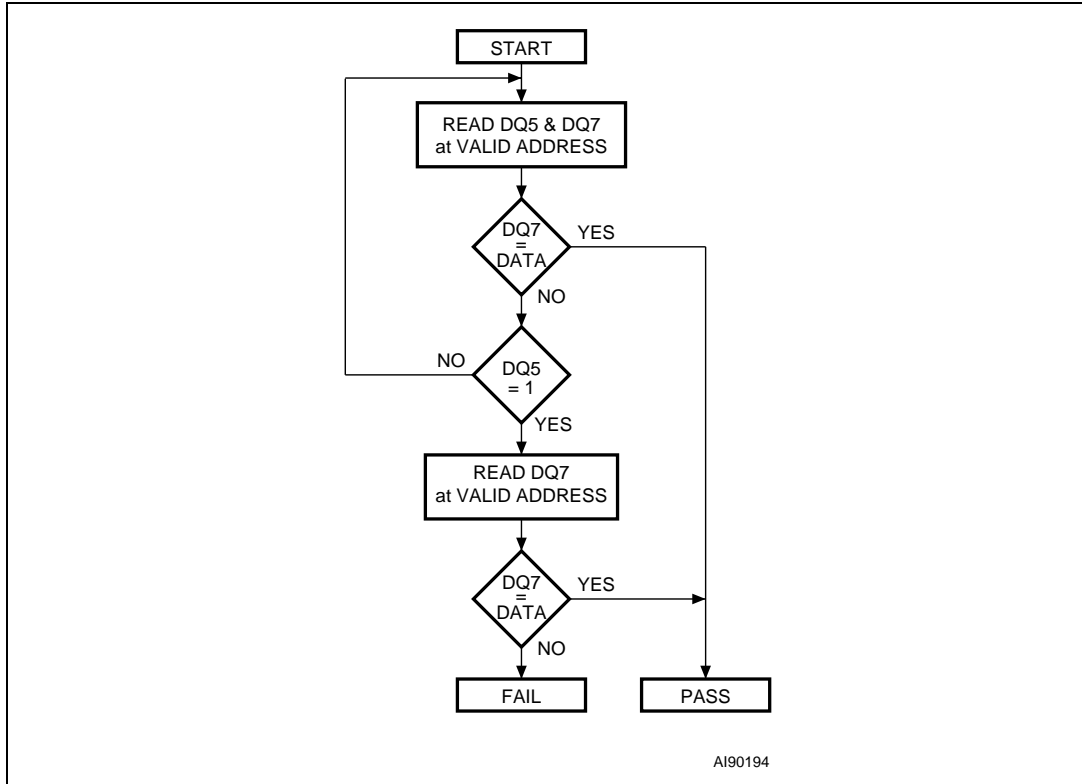 START
READ DQ5 & DQ7
at VALID ADDRESS
DQ7
=
DATA
YES
NO
DQ5
= 1
NO
YES
READ DQ7
at VALID ADDRESS
DQ7
=
DATA
YES
NO
FAIL
PASS
AI90194